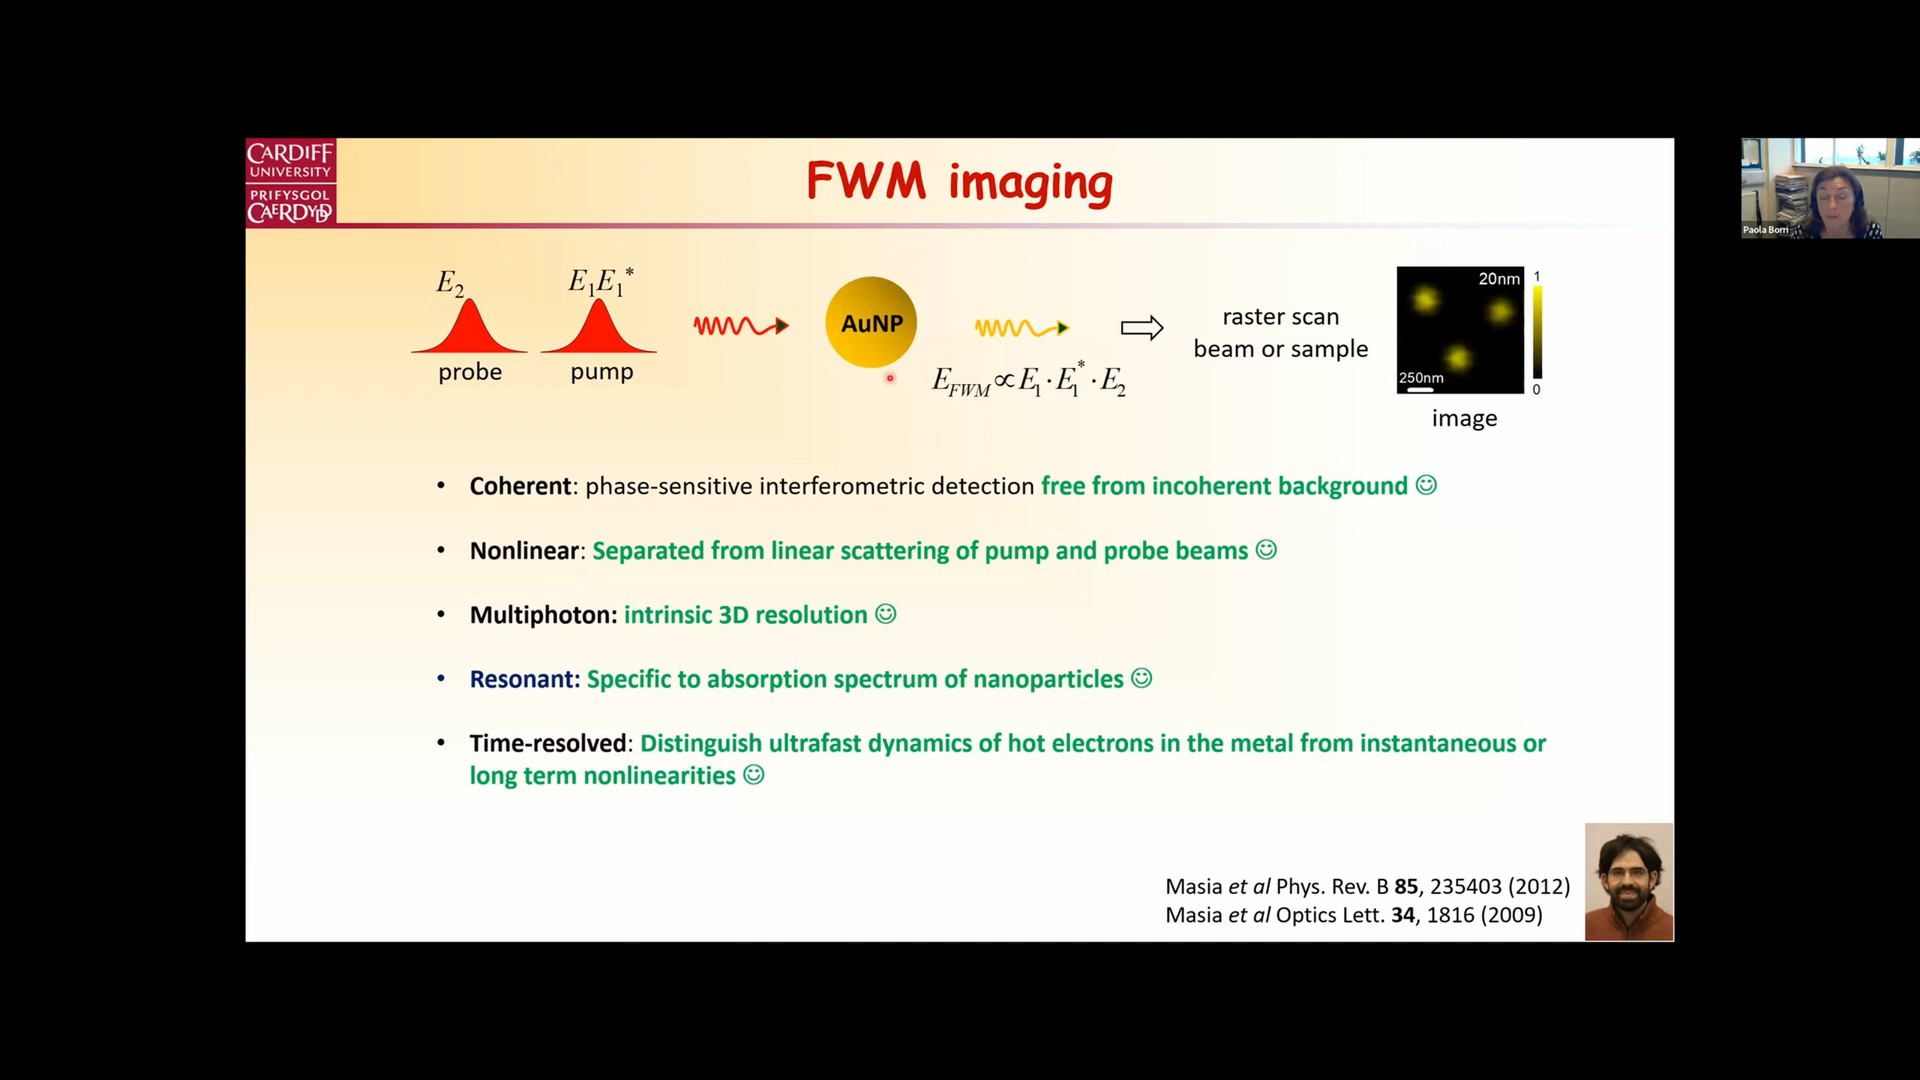 CARDIFF
UNIVERSITY
PRIFYSGOL
CAERDYDD
FWM imaging
E2
E1E1*
probe
pump
AuNP
EFWM ∝ E1 · E1* · E2
raster scan
beam or sample
20nm
250nm
1
0
image
• Coherent: phase-sensitive interferometric detection free from incoherent background ☺
• Nonlinear: Separated from linear scattering of pump and probe beams ☺
• Multiphoton: intrinsic 3D resolution ☺
• Resonant: Specific to absorption spectrum of nanoparticles ☺
• Time-resolved: Distinguish ultrafast dynamics of hot electrons in the metal from instantaneous or
long term nonlinearities ☺
Masia et al Phys. Rev. B 85, 235403 (2012)
Masia et al Optics Lett. 34, 1816 (2009)
Paola Borri